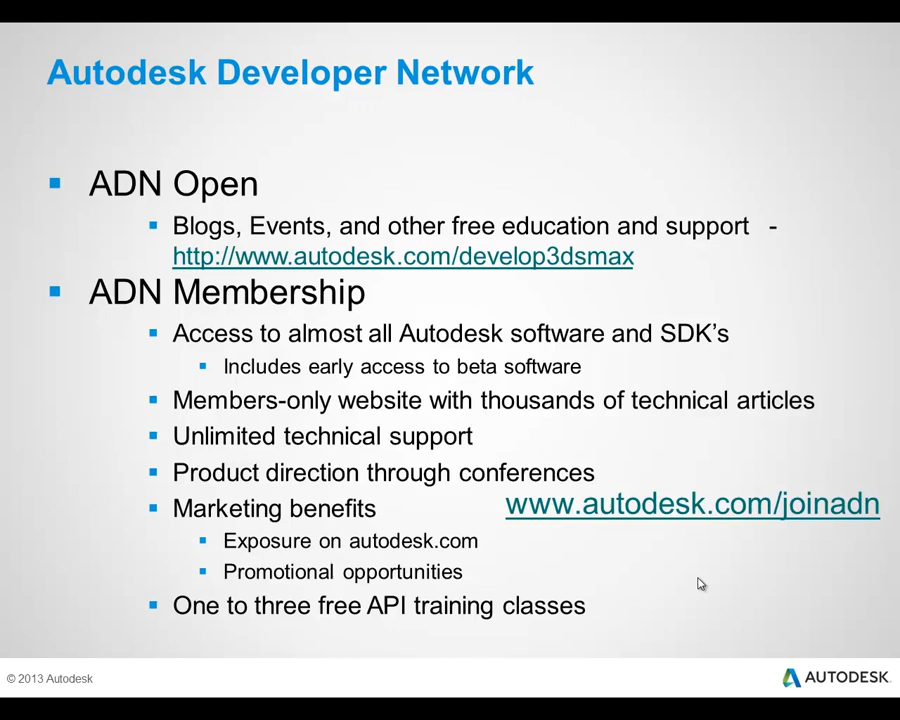 Autodesk Developer Network
ADN Open
Blogs, Events, and other free education and support -
http://www.autodesk.com/develop3dsmax
ADN Membership
Access to almost all Autodesk software and SDK’s
Includes early access to beta software
Members-only website with thousands of technical articles
Unlimited technical support
Product direction through conferences
Marketing benefits
www.autodesk.com/joinadn
Exposure on autodesk.com
Promotional opportunities
One to three free API training classes
© 2013 Autodesk
AUTODESK.